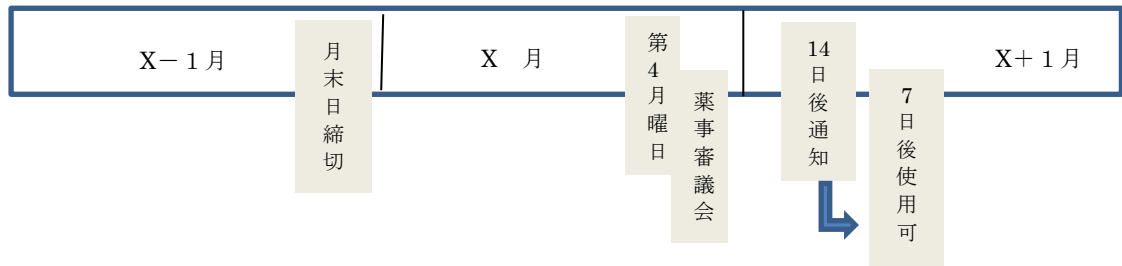 X－１月
月末日締切
X　月
第4月曜日
薬事審議会
14日後通知
7日後使用可
X＋１月